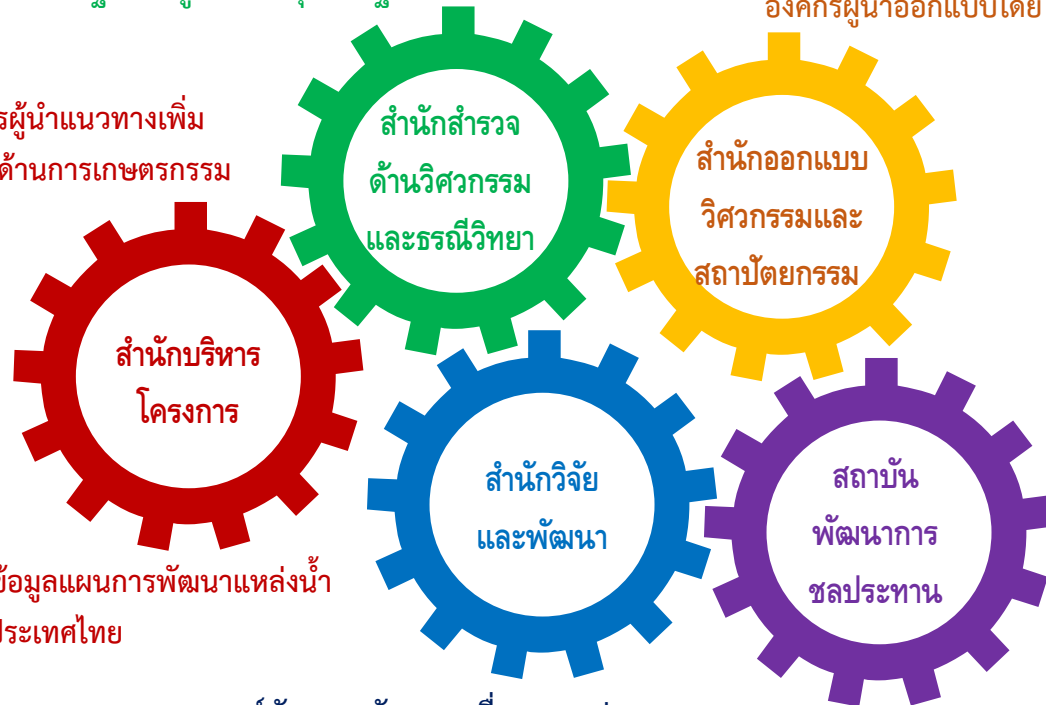 องค์กรผู้นำออกแบบโดย
รผู้นำแนวทางเพิ่ม
ด้านการเกษตรกรรม
สำนักสำรวจ
ด้านวิศวกรรม
และธรณีวิทยา
สำนักออกแบบ
วิศวกรรมและ
สถาปัตยกรรม
สำนักบริหาร
โครงการ
สำนักวิจัย
และพัฒนา
สถาบัน
พัฒนาการ
ชลประทาน
ข้อมูลแผนการพัฒนาแหล่งน้ำ
ประเทศไทย